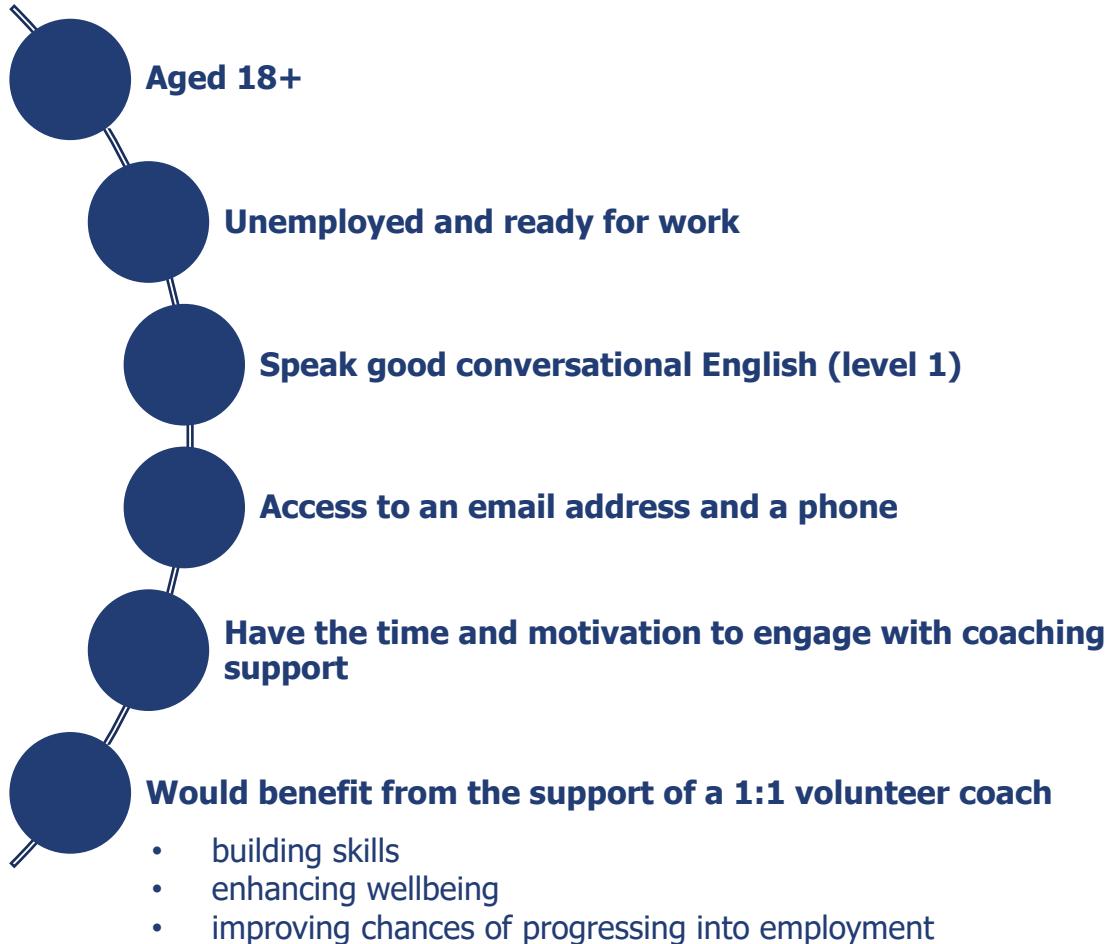 Aged 18+
Unemployed and ready for work
Speak good conversational English (level 1)
Access to an email address and a phone
Have the time and motivation to engage with coaching
support
Would benefit from the support of a 1:1 volunteer coach
• building skills
• enhancing wellbeing
• improving chances of progressing into employment